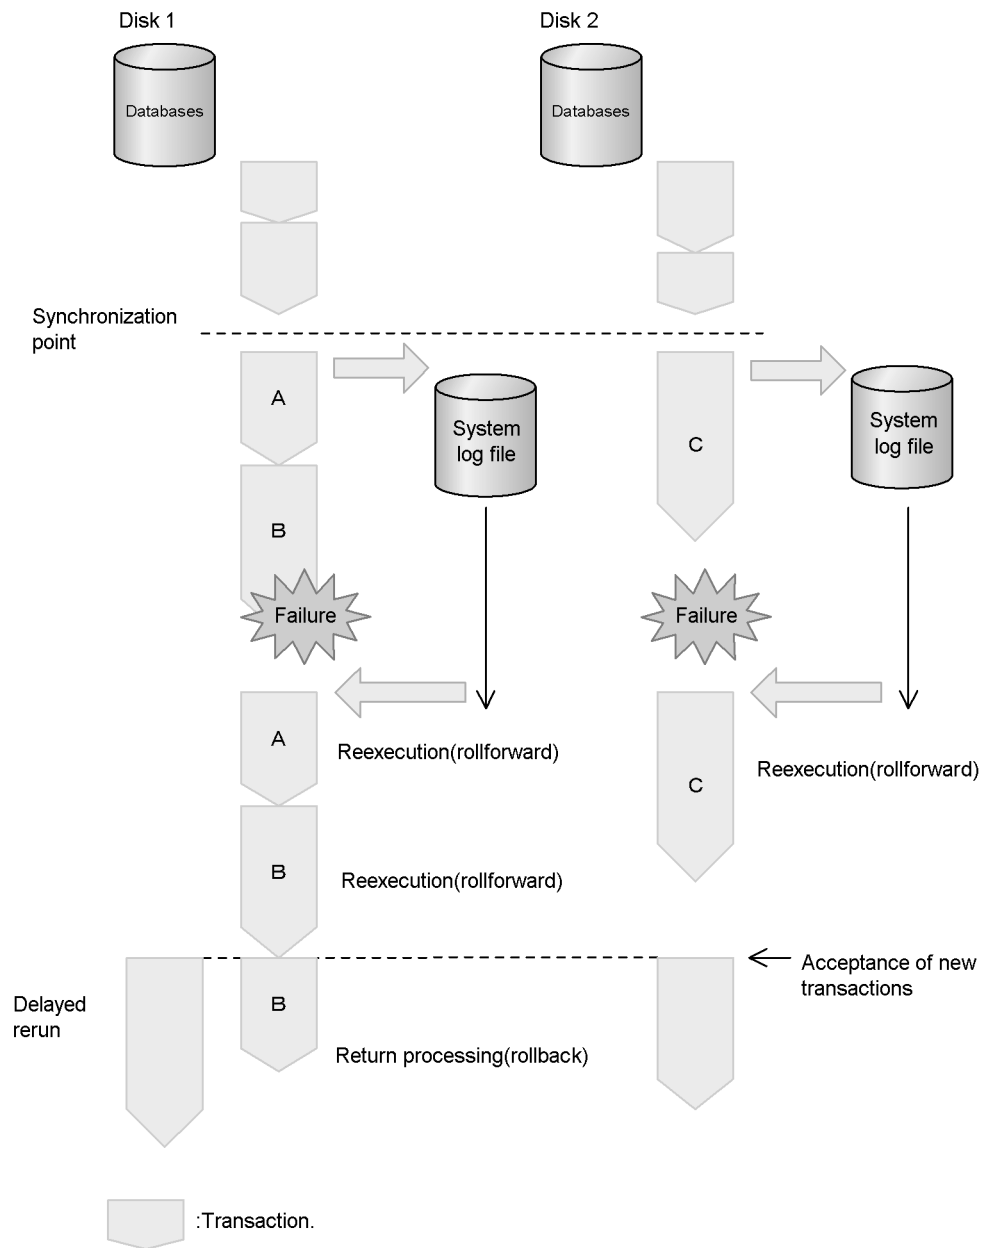 Disk 1
Disk 2
Databases
Databases
Synchronization
point
A
System
log file
C
System
log file
B
Failure
Failure
A
Reexecution(rollforward)
C
Reexecution(rollforward)
B
Reexecution(rollforward)
Acceptance of new
transactions
Delayed
rerun
B
Return processing(rollback)
:Transaction.